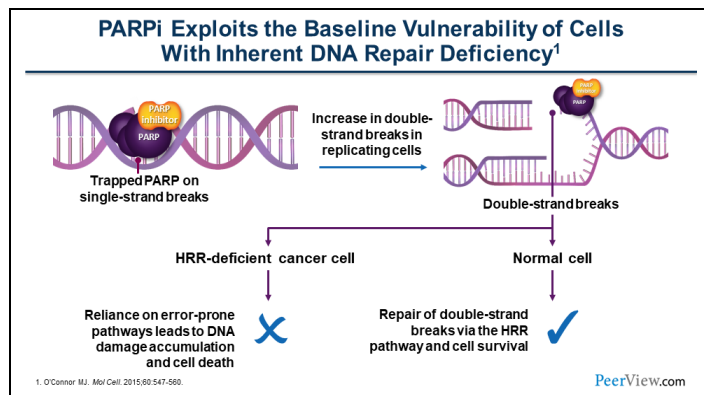 PARPi Exploits the Baseline Vulnerability of Cells
With Inherent DNA Repair Deficiency¹
PARP
inhibitor
PARP
Trapped PARP on
single-strand breaks
Increase in double-
strand breaks in
replicating cells
PARP
inhibitor
PARP
Double-strand breaks
HRR-deficient cancer cell
Normal cell
Reliance on error-prone
pathways leads to DNA
damage accumulation
and cell death
Repair of double-strand
breaks via the HRR
pathway and cell survival
1. O'Connor MJ. Mol Cell. 2015;60:547-560.
PeerView.com